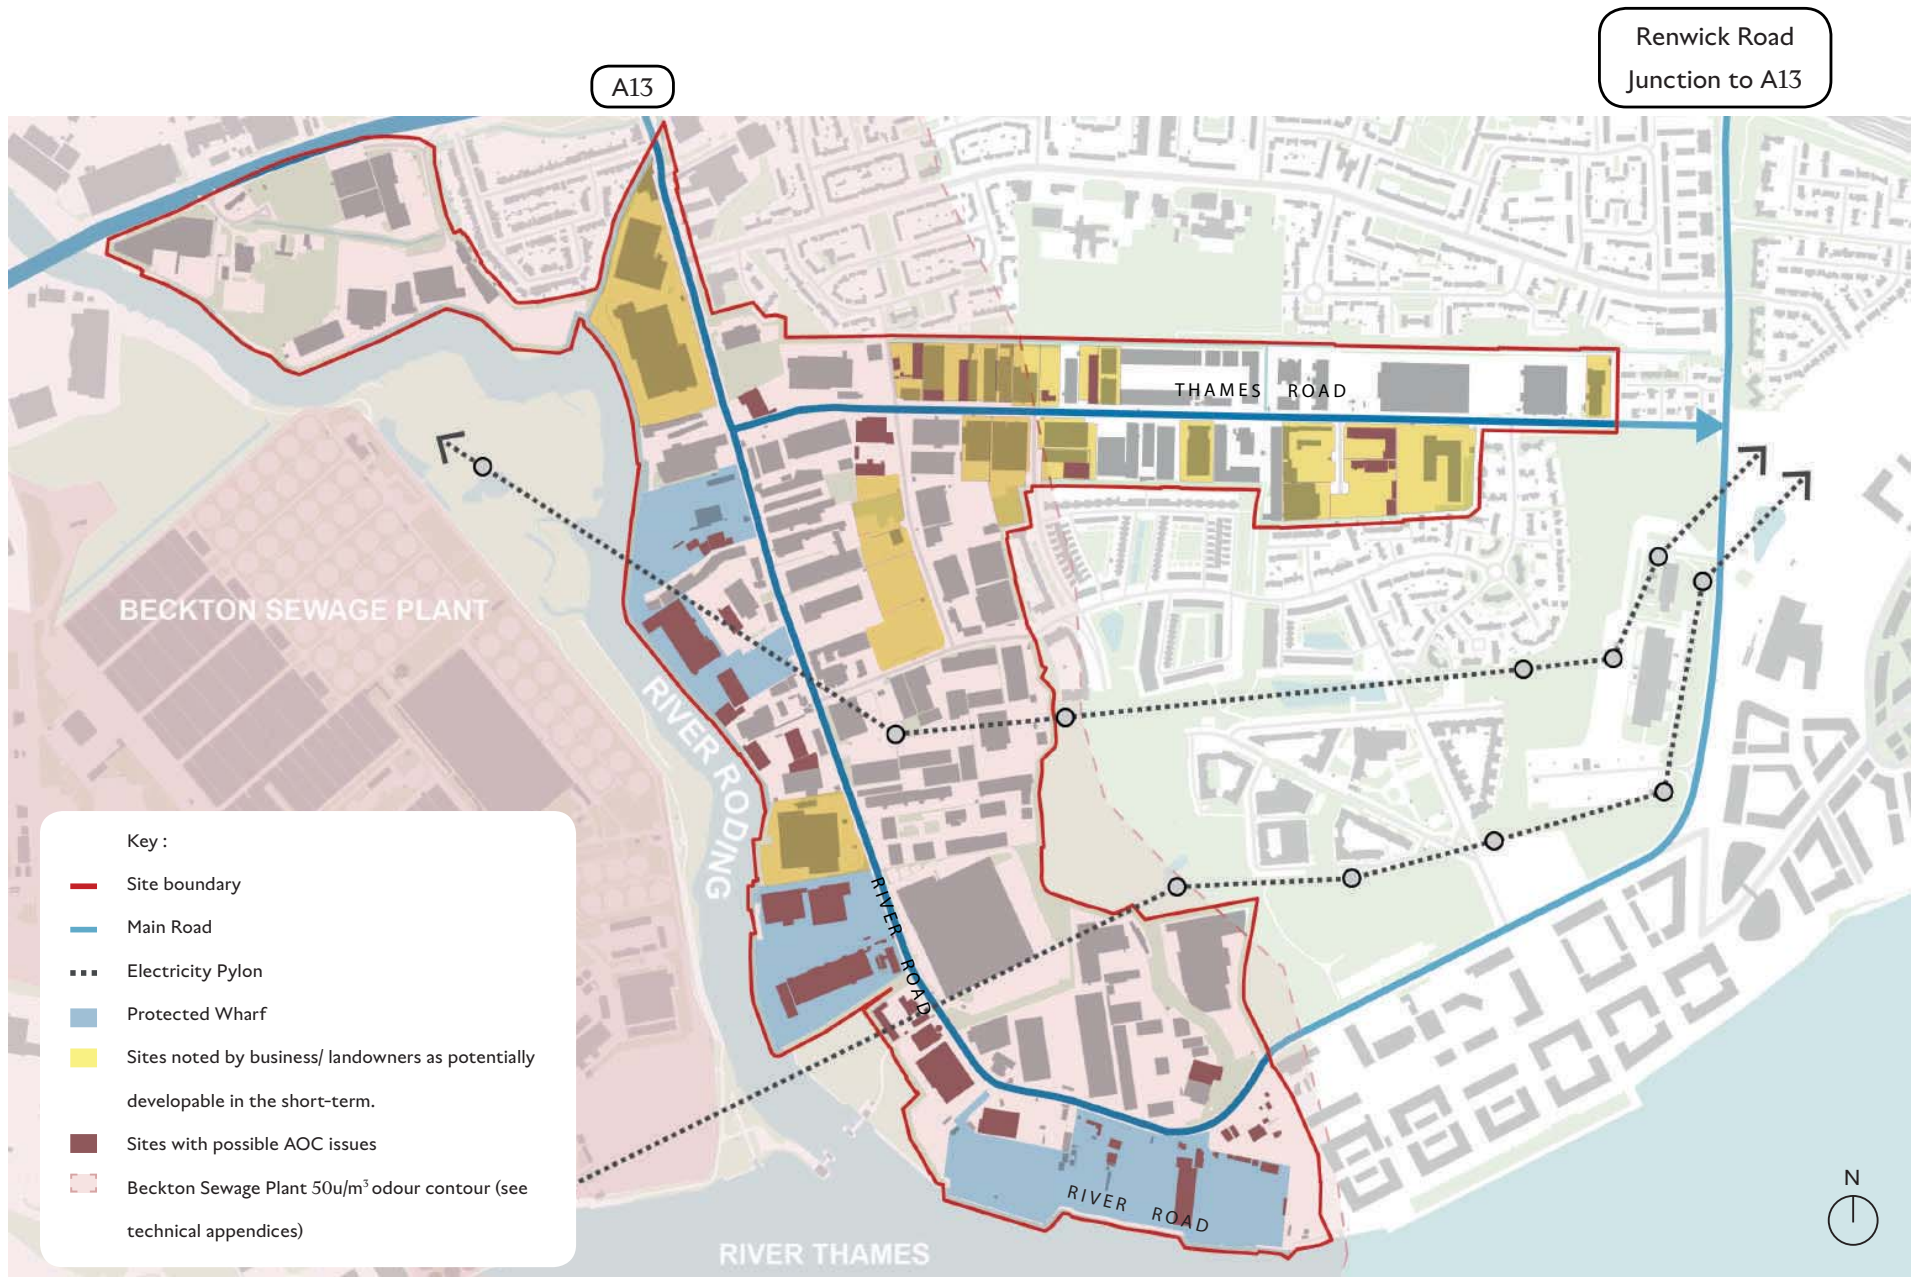 Renwick Road
Junction to A13
A13
THAMES ROAD
BECKTON SEWAGE PLANT
RIVER RODING
RIVER ROAD
Key :
Site boundary
Main Road
Electricity Pylon
Protected Wharf
Sites noted by business/ landowners as potentially
developable in the short-term.
Sites with possible AOC issues
Beckton Sewage Plant 50u/m³ odour contour (see
technical appendices)
RIVER ROAD
RIVER THAMES
N